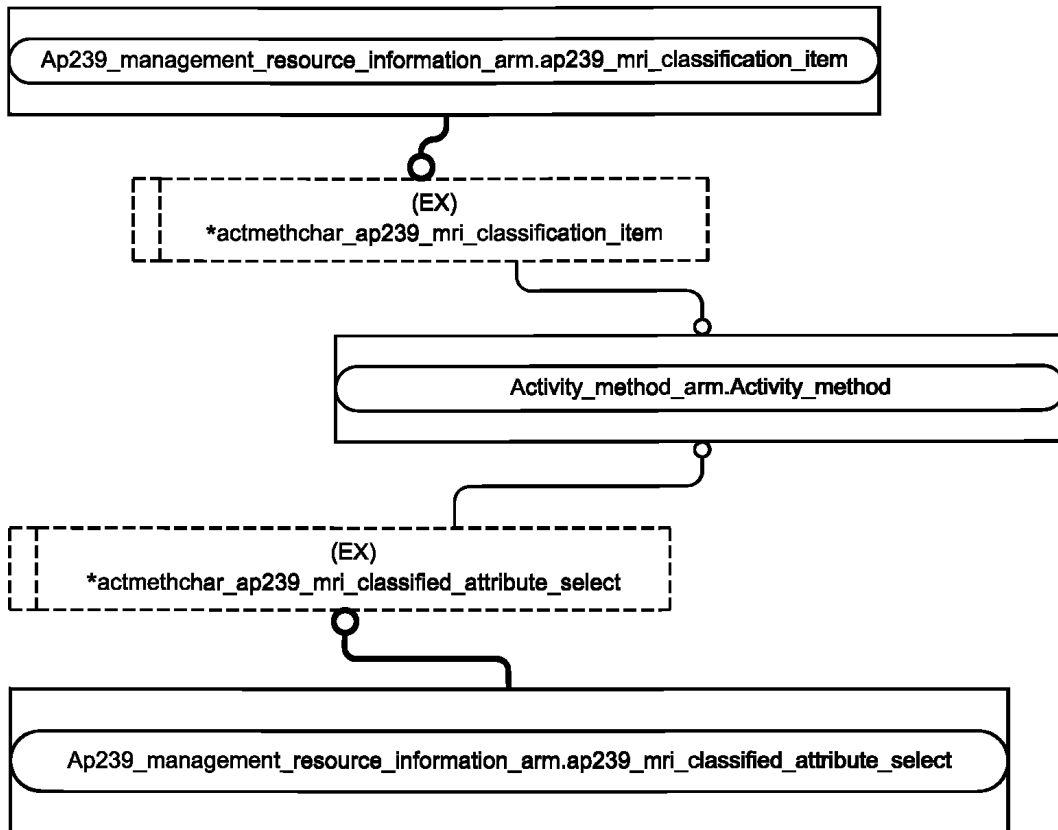 Ap239_management_resource_information_arm.ap239_mri_classification_item
(EX)
*actmethchar_ap239_mri_classification_item
Activity_method_arm.Activity_method
(EX)
*actmethchar_ap239_mri_classified_attribute_select
Ap239_management_resource_information_arm.ap239_mri_classified_attribute_select